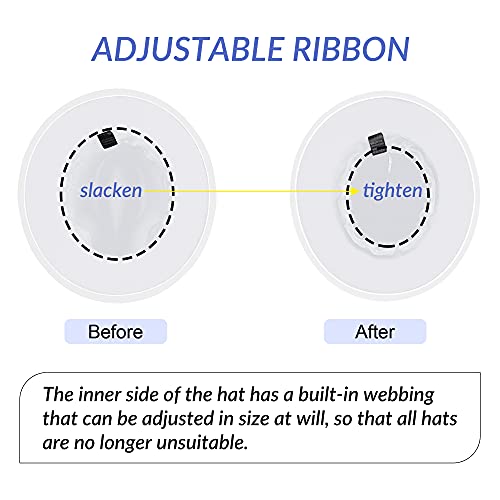 ADJUSTABLE RIBBON
slacken
tighten
Before
After
The inner side of the hat has a built-in webbing
that can be adjusted in size at will, so that all hats
are no longer unsuitable.